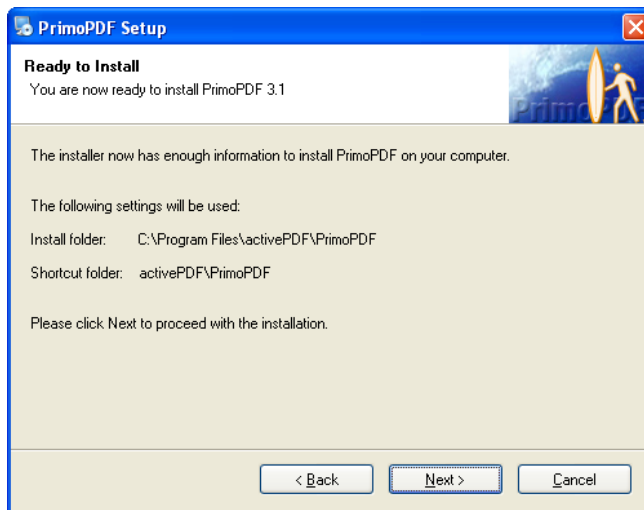 PrimoPDF Setup
Ready to Install
You are now ready to install PrimoPDF 3.1
PrimoPDF
The installer now has enough information to install PrimoPDF on your computer.
The following settings will be used:
Install folder: C:\Program Files\activePDF\PrimoPDF
Shortcut folder: activePDF\PrimoPDF
Please click Next to proceed with the installation.
< Back
Next >
Cancel